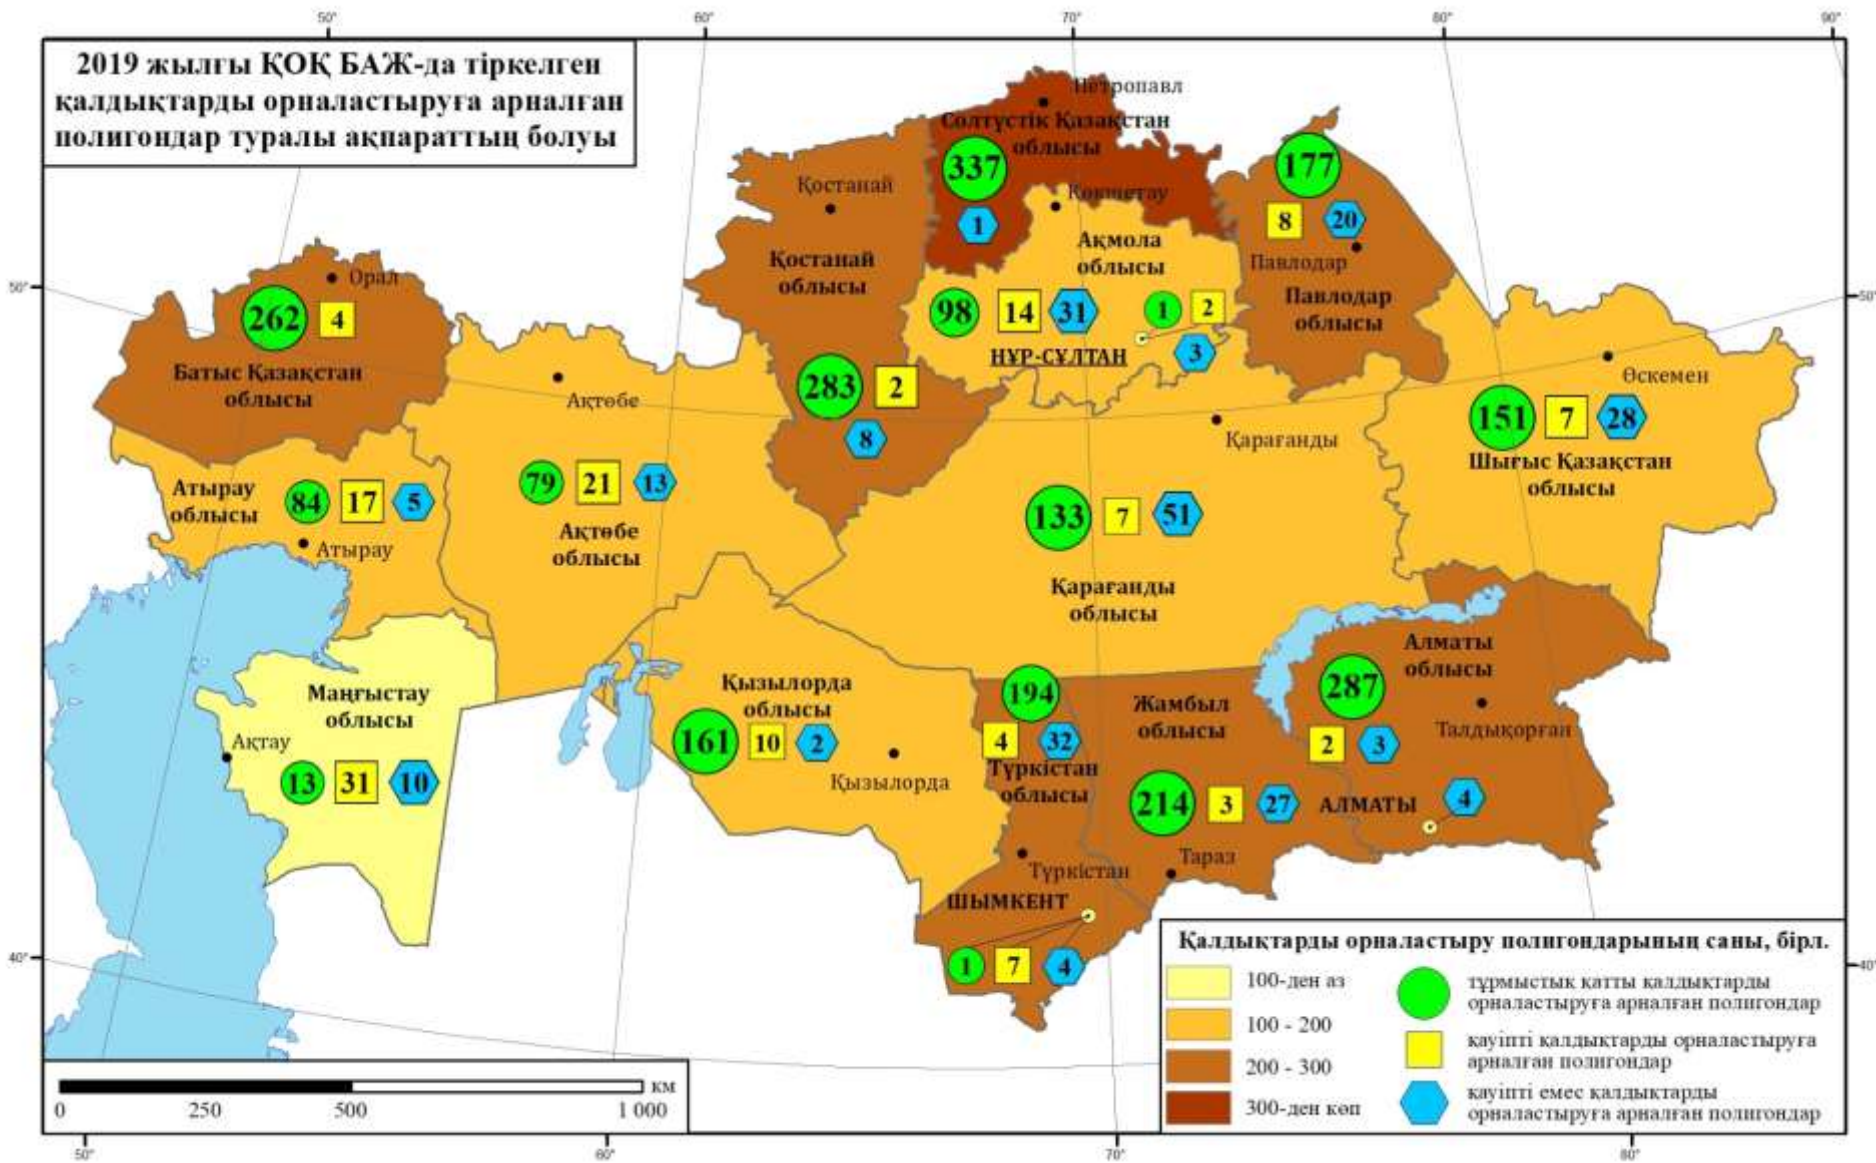 50°
60°
70°
80°
90°
2019 жылғы ҚОҚ БАЖ-да тіркелген
қалдықтарды орналастыруға арналған
полигондар туралы ақпараттың болуы
Петропавл
Солтүстік Қазақстан
облысы
337
1
177
8
20
Павлодар
Павлодар
облысы
Қостанай
Қостанай
облысы
283
2
8
Көкшетау
Ақмола
облысы
98
14
31
1
2
3
НҰР-СҰЛТАН
50°
50°
Орал
262
4
Батыс Қазақстан
облысы
Ақтөбе
79
21
13
Ақтөбе
облысы
Атырау
облысы
84
17
5
Атырау
Қарағанды
133
7
51
Қарағанды
облысы
Өскемен
151
7
28
Шығыс Қазақстан
облысы
Маңғыстау
облысы
Ақтау
13
31
10
Қызылорда
облысы
161
10
2
Қызылорда
194
4
32
Түркістан
облысы
Түркістан
Жамбыл
облысы
214
3
27
Тараз
Алматы
облысы
287
2
3
Талдықорған
4
АЛМАТЫ
ШЫМКЕНТ
1
7
4
40°
40°
Қалдықтарды орналастыру полигондарының саны, бірл.
100-ден аз
100 - 200
200 - 300
300-ден көп
тұрмыстық қатты қалдықтарды
орналастыруға арналған полигондар
қауіпті қалдықтарды орналастыруға
арналған полигондар
қауіпті емес қалдықтарды
орналастыруға арналған полигондар
км
0
250
500
1 000
50°
60°
70°
80°